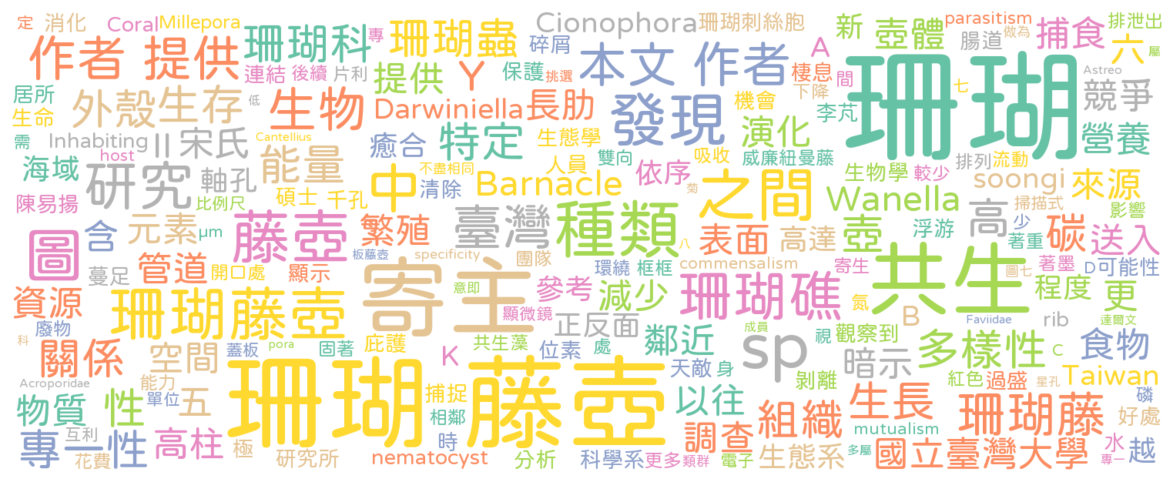 定 消化 Coral Millepora 專 珊瑚蟲 碎屑 Cionophora 珊瑚刺絲胞 新 壺體 parasitism 做為 捕食 排泄出 屬
作者 提供 珊瑚科 連結 後續 片利 提供 Y 保護 挑選 本文 作者 棲息 下降 A 間 腸道 六 Astreo 競爭
居所 生命 外殼 生存 低 生物 Darwiniella 長肋 發現 機會 李芃 珊瑚 七 營養
需 Inhabiting II 宋氏 Cantellius 能量 癒合 特定 生態學 人員 雙向 吸收 演化 威廉紐曼藤 生物學 較少 排列 流動
海域 host 研究 軸孔 碩士 千孔 中 不盡相同 清除 Barnacle 依序 菊 之間 Wanella soongi 掃描式 來源 影響
陳易揚 比例尺 含 元素 μm 藤壺 板藤壺 繁殖 臺灣 種類 八 表面 高達 壺 浮游 高 少 著重 碳 送入
圖 蔓足 管道 開口處 顯示 寄主 specificity 團隊 意即 環繞 框框 commensalism 寄生 共生 圖七 著墨 D 可能性
資源 廢物 珊瑚藤壺 顯微鏡 參考 減少 珊瑚礁 氮 B Faviidae 程度 更 達爾文
科 關係 空間 蓋板 pora 固著 庇護 K 共生藻 正反面 位素 處 鄰近 sp 成員 視 觀察到 暗示 多樣性 rib C 食物
Acroporidae 能力 單位 五 珊瑚藤壺 捕捉 相鄰 天敵 身 剝離 紅色 過盛 星孔 Taiwan 磷
物質 性 互利 花費 高柱 極 時 以往 調查 組織 生長 mutualism 珊瑚藤 好處
專一性 研究所 nematocyst 分析 科學系 更多 類群 電子 生態系 多屬 國立臺灣大學 水 專一 越